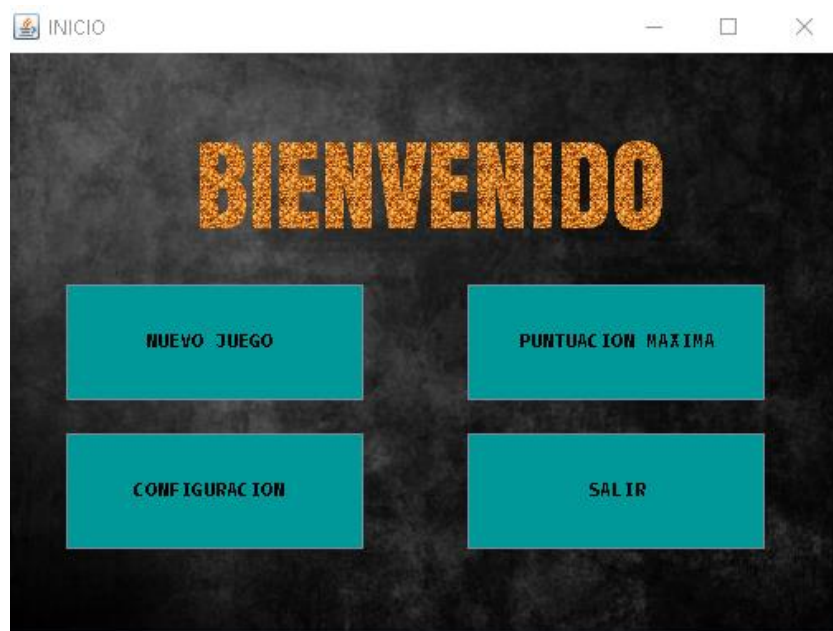 INICIO
BIENVENIDO
NUEVO JUEGO
PUNTUACION MAXIMA
CONFIGURACION
SALIR